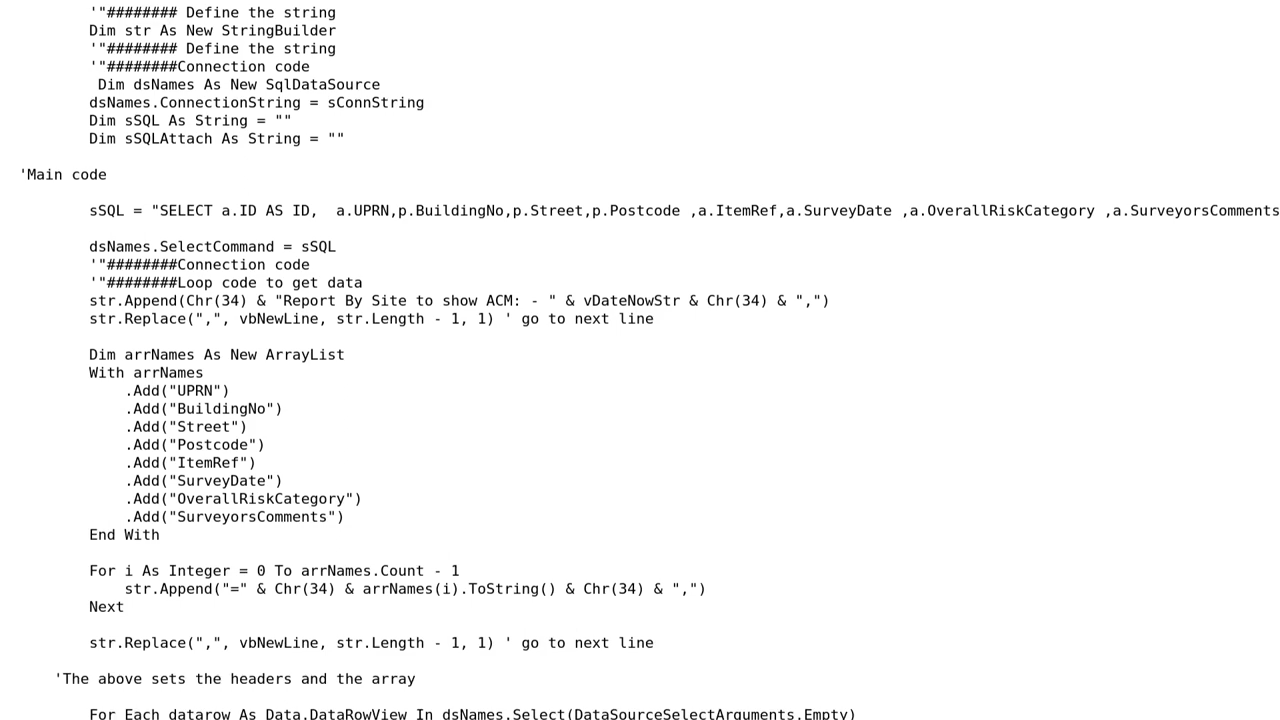 '"######## Define the string
Dim str As New StringBuilder
'"######## Define the string
'"########Connection code
Dim dsNames As New SqlDataSource
dsNames.ConnectionString = sConnString
Dim sSQL As String = ""
Dim sSQLAttach As String = ""
'Main code
sSQL = "SELECT a.ID AS ID,  a.UPRN,p.BuildingNo,p.Street,p.Postcode ,a.ItemRef,a.SurveyDate ,a.OverallRiskCategory ,a.SurveyorsComments
dsNames.SelectCommand = sSQL
'"########Connection code
'"########Loop code to get data
str.Append(Chr(34) & "Report By Site to show ACM: - " & vDateNowStr & Chr(34) & ",")
str.Replace(",", vbNewLine, str.Length - 1, 1) ' go to next line
Dim arrNames As New ArrayList
With arrNames
.Add("UPRN")
.Add("BuildingNo")
.Add("Street")
.Add("Postcode")
.Add("ItemRef")
.Add("SurveyDate")
.Add("OverallRiskCategory")
.Add("SurveyorsComments")
End With
For i As Integer = 0 To arrNames.Count - 1
str.Append("=" & Chr(34) & arrNames(i).ToString() & Chr(34) & ",")
Next
str.Replace(",", vbNewLine, str.Length - 1, 1) ' go to next line
'The above sets the headers and the array
For Each datarow As Data.DataRowView In dsNames.Select(DataSourceSelectArguments.Empty)